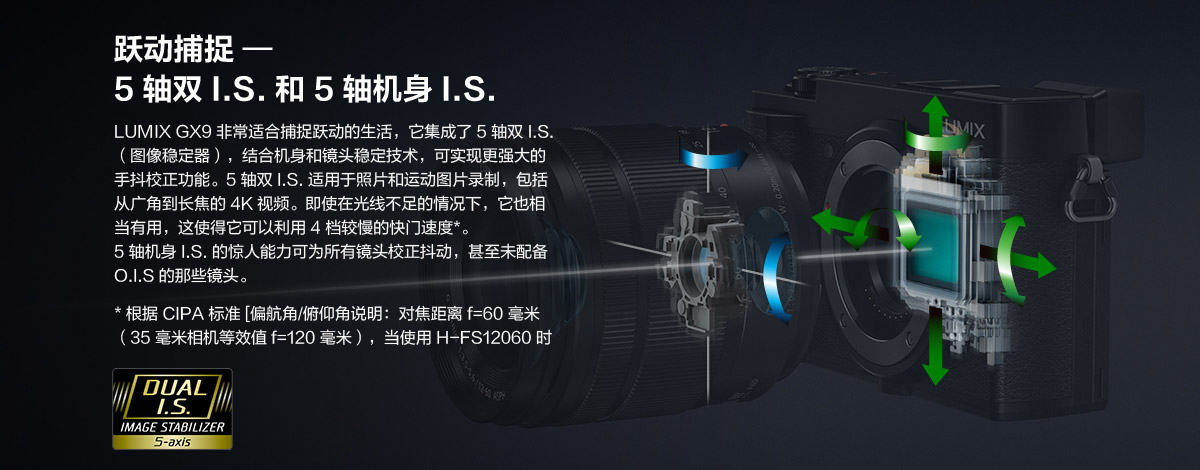 跃动捕捉 —
5 轴双 I.S. 和 5 轴机身 I.S.
LUMIX GX9 非常适合捕捉跃动的生活，它集成了 5 轴双 I.S.
（图像稳定器），结合机身和镜头稳定技术，可实现更强大的
手抖校正功能。5 轴双 I.S. 适用于照片和运动图片录制，包括
从广角到长焦的 4K 视频。即使在光线不足的情况下，它也相
当有用，这使得它可以利用 4 档较慢的快门速度*。
5 轴机身 I.S. 的惊人能力可为所有镜头校正抖动，甚至未配备
O.I.S 的那些镜头。
* 根据 CIPA 标准 [偏航角/俯仰角说明：对焦距离 f=60 毫米
（35 毫米相机等效值 f=120 毫米），当使用 H-FS12060 时
DUAL
I.S.
IMAGE STABILIZER
5-axis
LUMIX